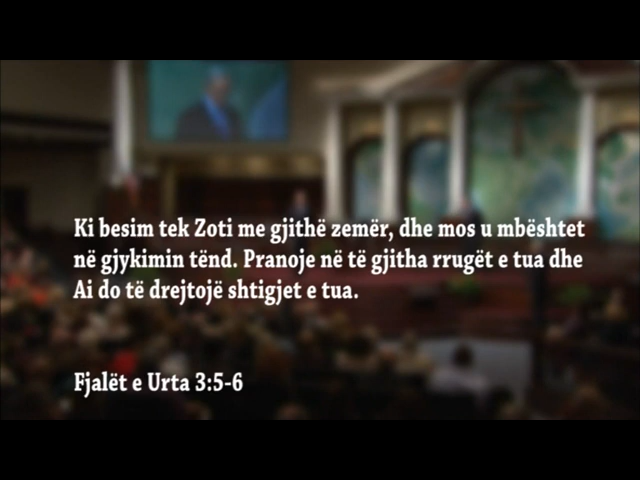 Ki besim tek Zoti me gjithë zemër, dhe mos u mbështet
në gjykimin tënd. Pranoje në të gjitha rrugët e tua dhe
Ai do të drejtojë shtigjet e tua.
Fjalët e Urta 3:5-6